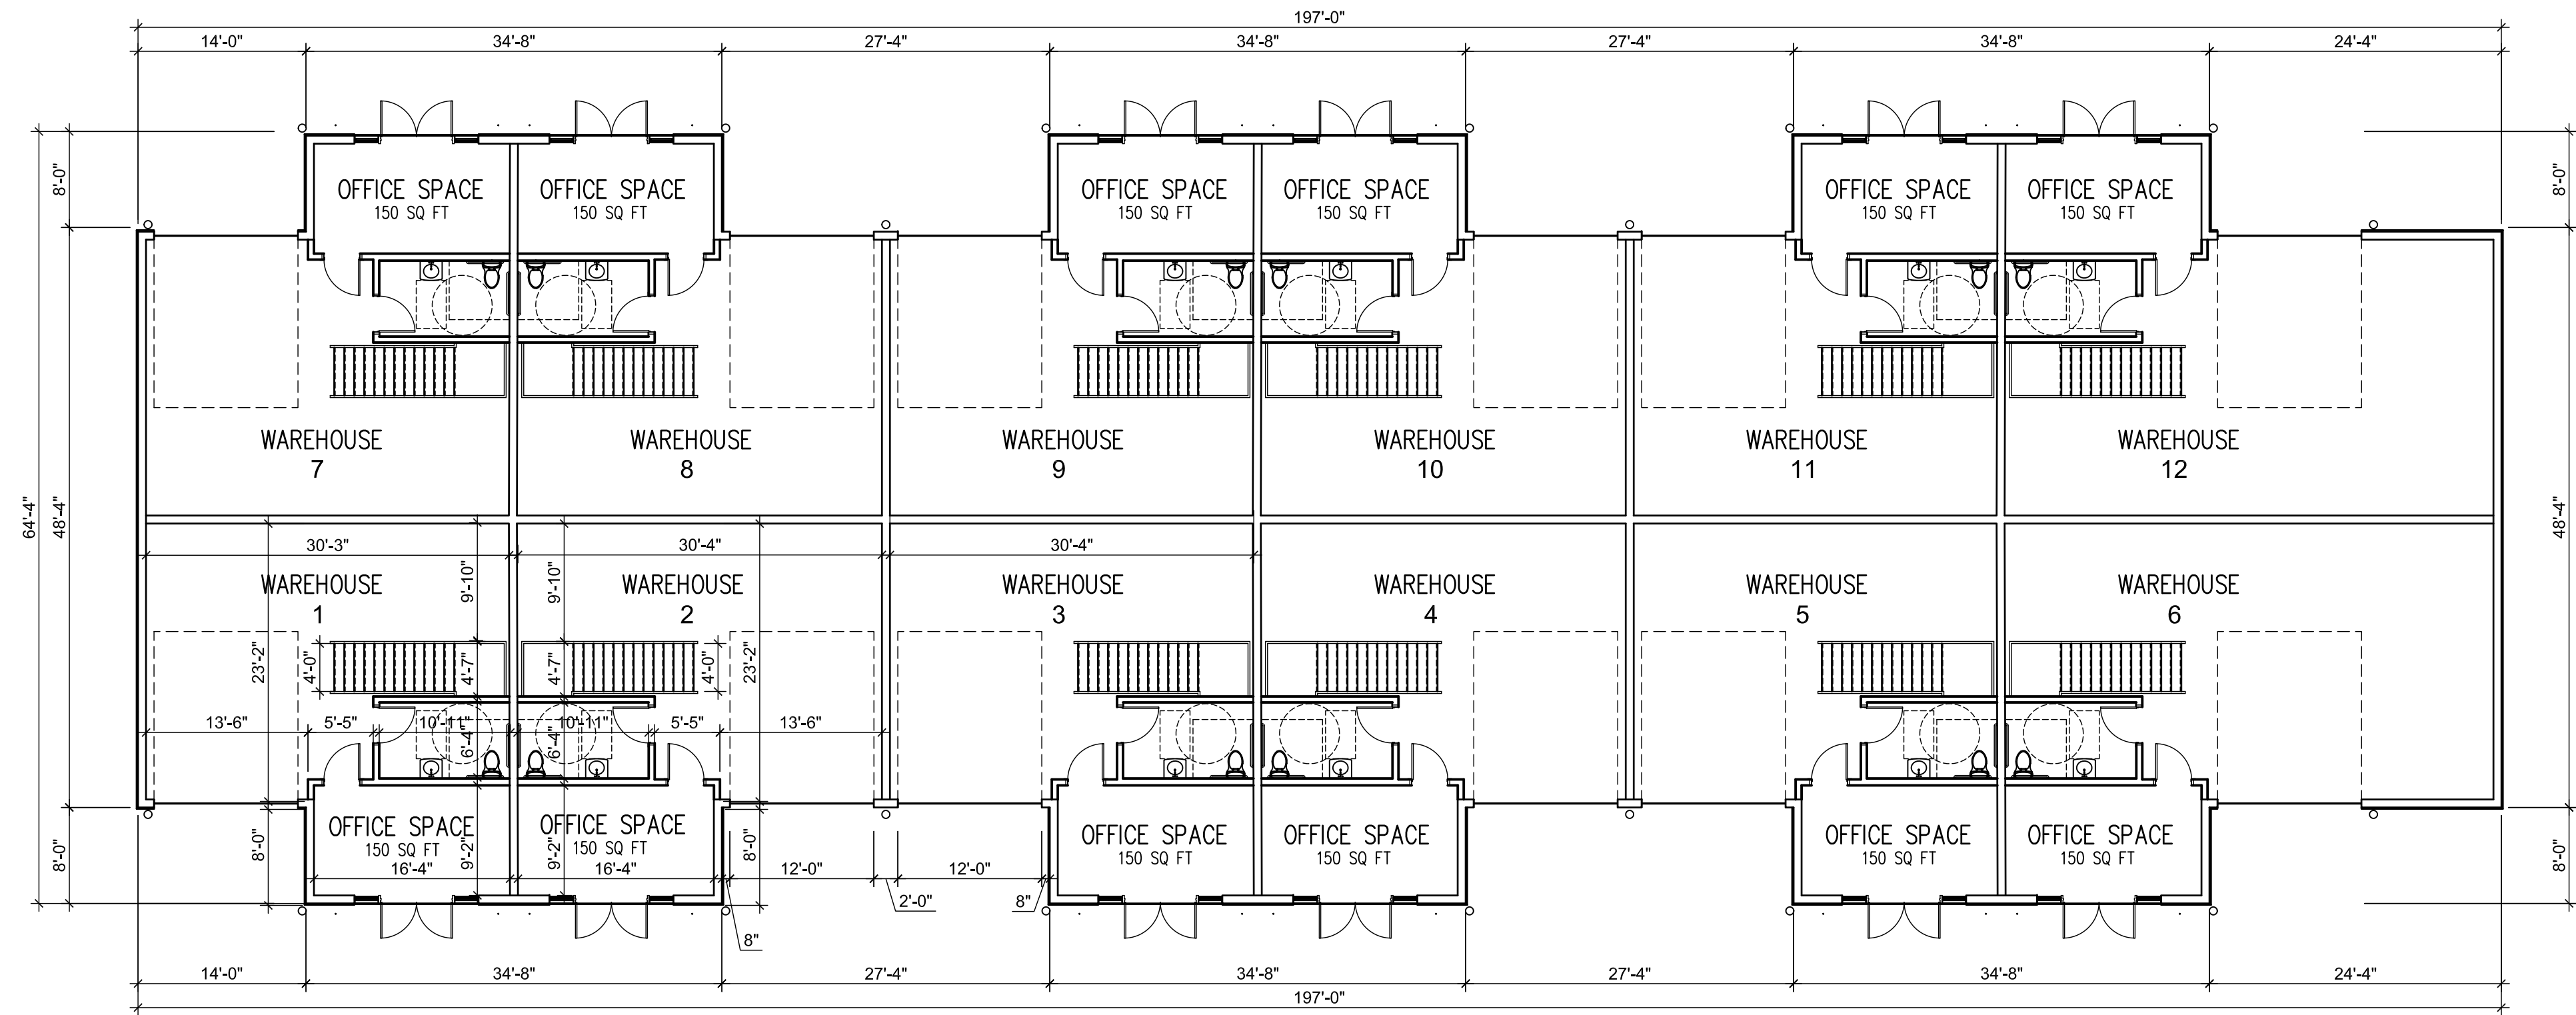 197'-0"
14'-0" 34'-8" 27'-4" 34'-8" 27'-4" 34'-8" 24'-4"
8'-0" 8'-0"
OFFICE SPACE OFFICE SPACE OFFICE SPACE OFFICE SPACE OFFICE SPACE OFFICE SPACE
150 SQ FT 150 SQ FT 150 SQ FT 150 SQ FT 150 SQ FT 150 SQ FT
WAREHOUSE WAREHOUSE WAREHOUSE WAREHOUSE WAREHOUSE WAREHOUSE
7 8 9 10 11 12
64'-4" 48'-4" 48'-4"
30'-3" 30'-4" 30'-4"
9'-10" 9'-10"
WAREHOUSE WAREHOUSE WAREHOUSE WAREHOUSE WAREHOUSE WAREHOUSE
1 2 3 4 5 6
23'-2" 4'-0" 4'-7" 4'-7" 4'-0" 23'-2"
13'-6" 5'-5" 10'-11" 10'-11" 5'-5" 13'-6"
6'-4" 6'-4"
OFFICE SPACE OFFICE SPACE OFFICE SPACE OFFICE SPACE OFFICE SPACE OFFICE SPACE
150 SQ FT 150 SQ FT 150 SQ FT 150 SQ FT 150 SQ FT 150 SQ FT
8'-0" 8'-0" 9'-2" 9'-2" 8'-0" 8'-0"
16'-4" 16'-4" 12'-0" 12'-0"
2'-0" 8"
8"
14'-0" 34'-8" 27'-4" 34'-8" 27'-4" 34'-8" 24'-4"
197'-0"